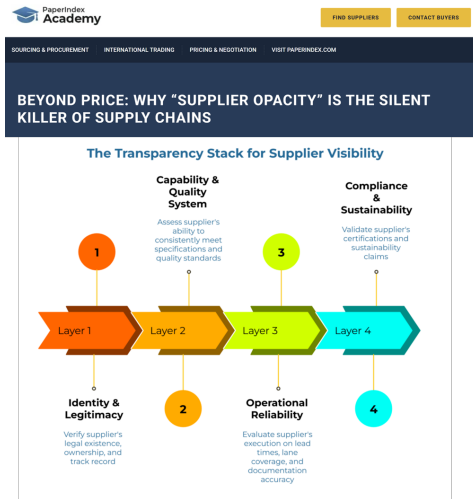 PaperIndex
Academy
FIND SUPPLIERS
CONTACT BUYERS
SOURCING & PROCUREMENT
INTERNATIONAL TRADING
PRICING & NEGOTIATION
VISIT PAPERINDEX.COM
BEYOND PRICE: WHY “SUPPLIER OPACITY” IS THE SILENT
KILLER OF SUPPLY CHAINS
The Transparency Stack for Supplier Visibility
Capability &
Quality
System
Assess supplier's
ability to
consistently meet
specifications and
quality standards
Compliance
&
Sustainability
Validate supplier's
certifications and
sustainability
claims
1
3
Layer 1
Layer 2
Layer 3
Layer 4
Identity &
Legitimacy
Verify supplier's
legal existence,
ownership, and
track record
2
Operational
Reliability
Evaluate supplier's
execution on lead
times, lane
coverage, and
documentation
accuracy
4